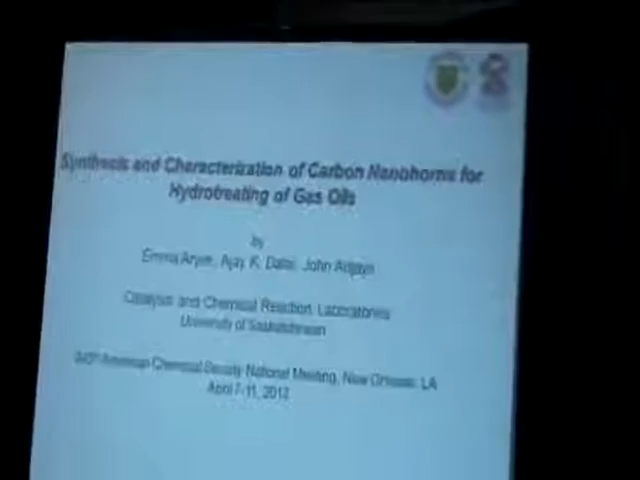 Synthesis and Characterization of Carbon Nanohorns for
Hydrotreating of Gas Oils
by
Emma Aryee, Ajay K. Dalai, John Adjaye
Catalysis and Chemical Reaction Laboratories
University of Saskatchewan
American Chemical Society National Meeting, New Orleans, LA
April 7-11, 2012